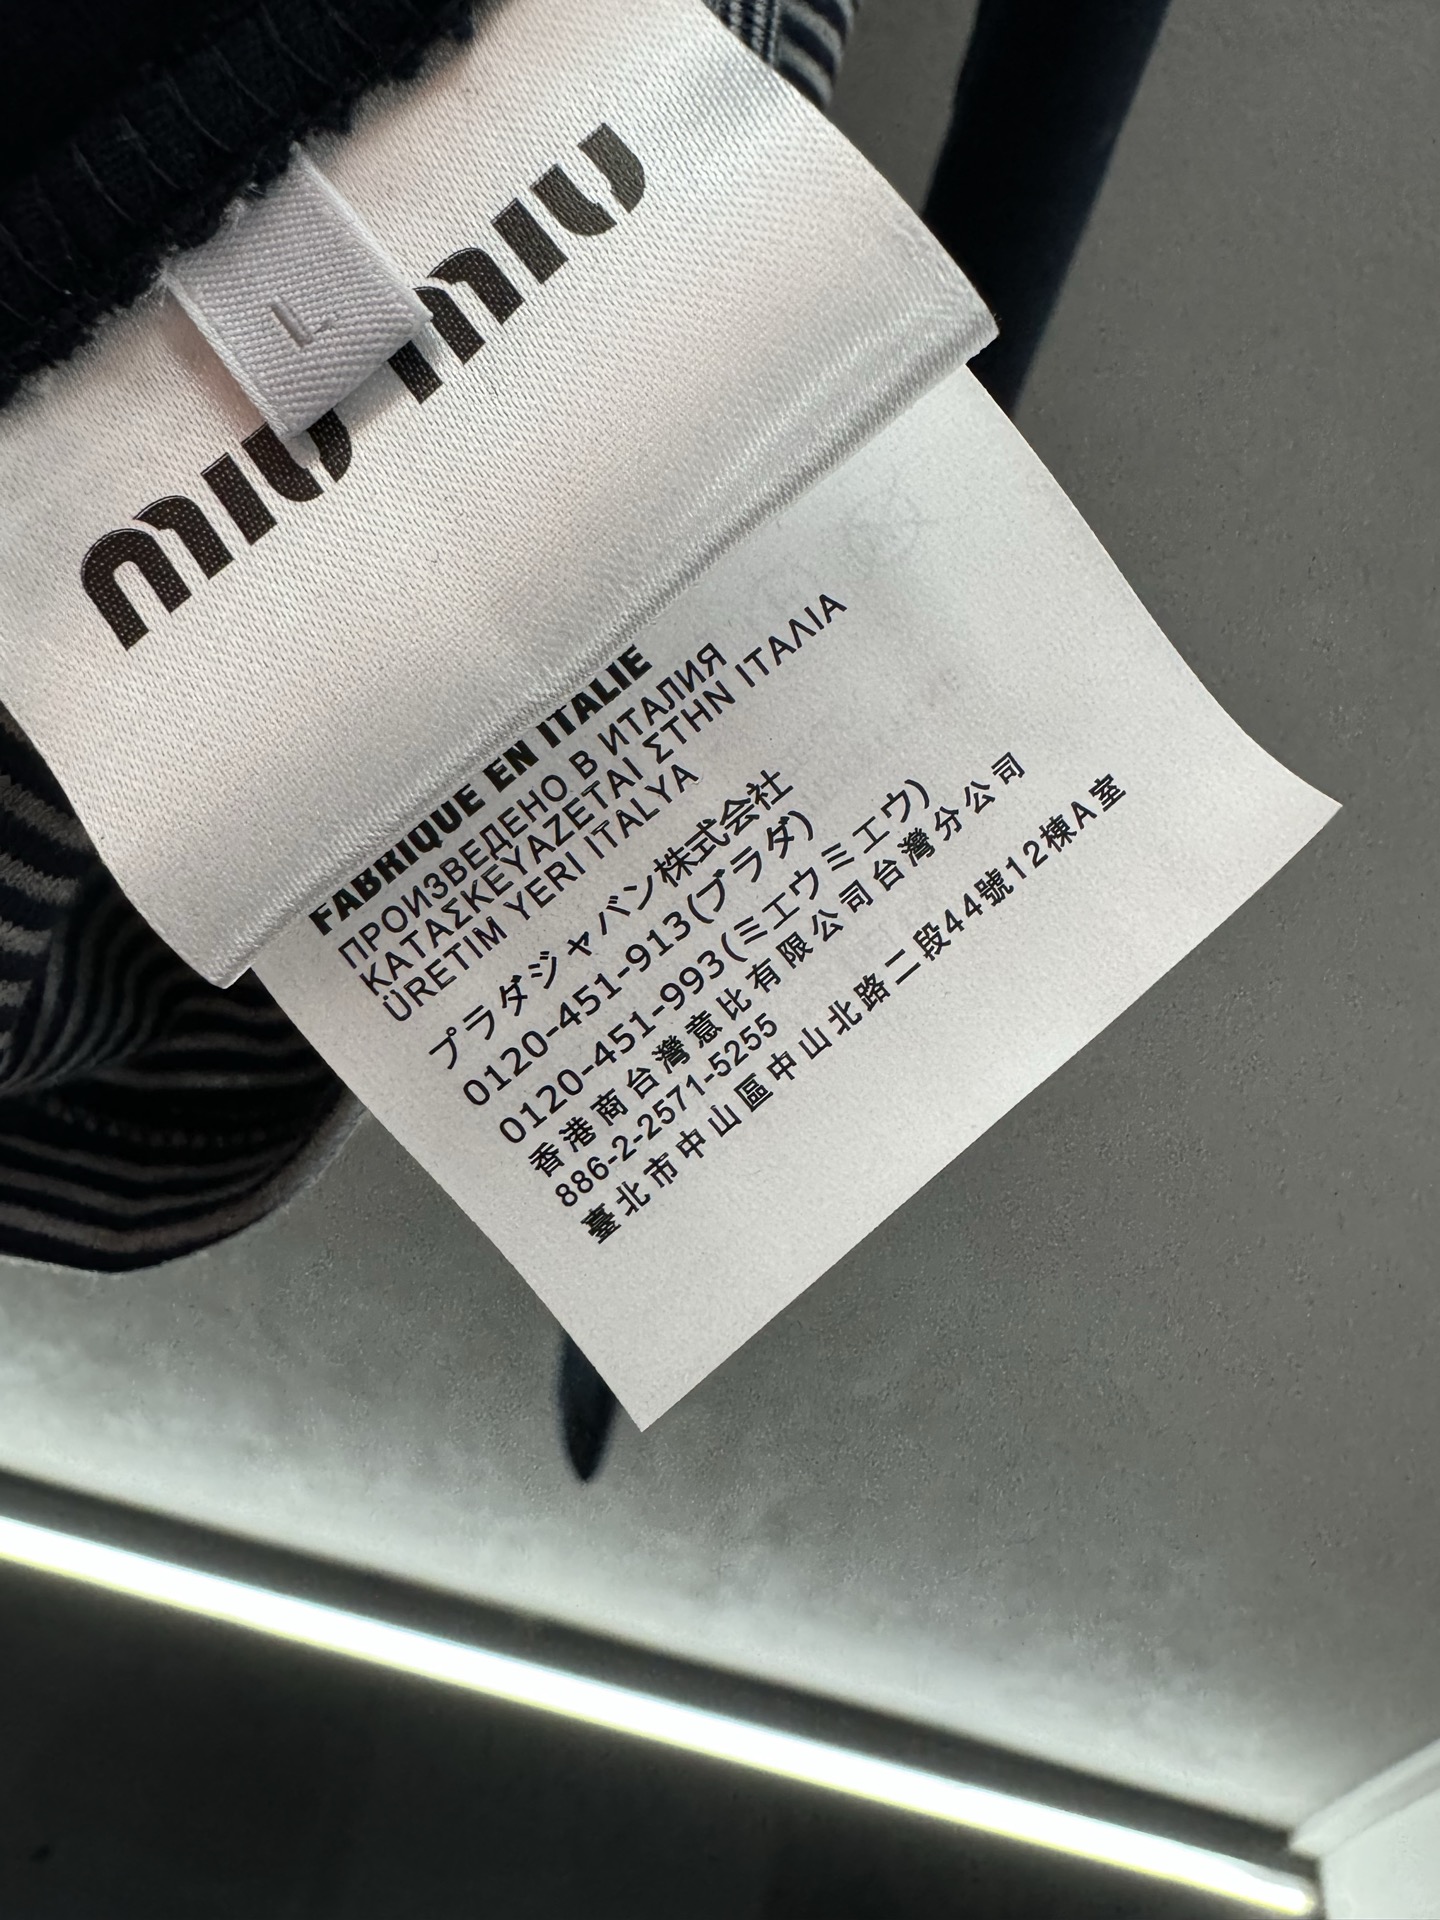 miu miu
L
FABRIQUE EN ITALIE
ПРОИЗВЕДЕНО В ИТАЛИЯ
ΚΑΤΑΣΚΕΥΑΖΕΤΑΙ ΣΤΗΝ ΙΤΑΛΙΑ
ÜRETIM YERI ITALYA
プラダジャバン株式会社
0120-451-913(ブラダ)
0120-451-993(ミエウミエウ)
香港商台灣意比有限公司台灣分公司
886-2-2571-5255
臺北市中山區中山北路二段44號12棟A室